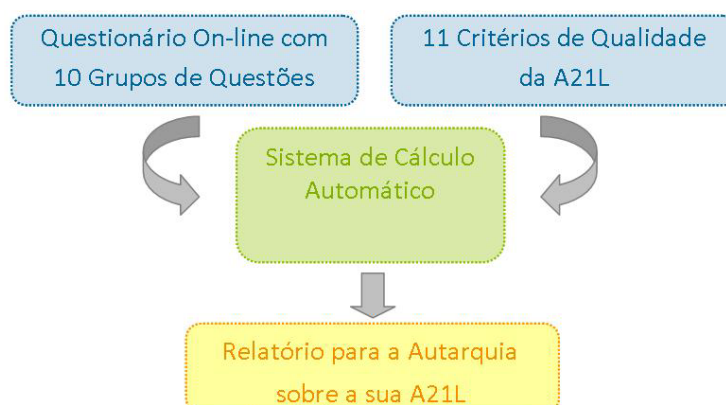 Questionário On-line com
10 Grupos de Questões
11 Critérios de Qualidade
da A21L
Sistema de Cálculo
Automático
Relatório para a Autarquia
sobre a sua A21L